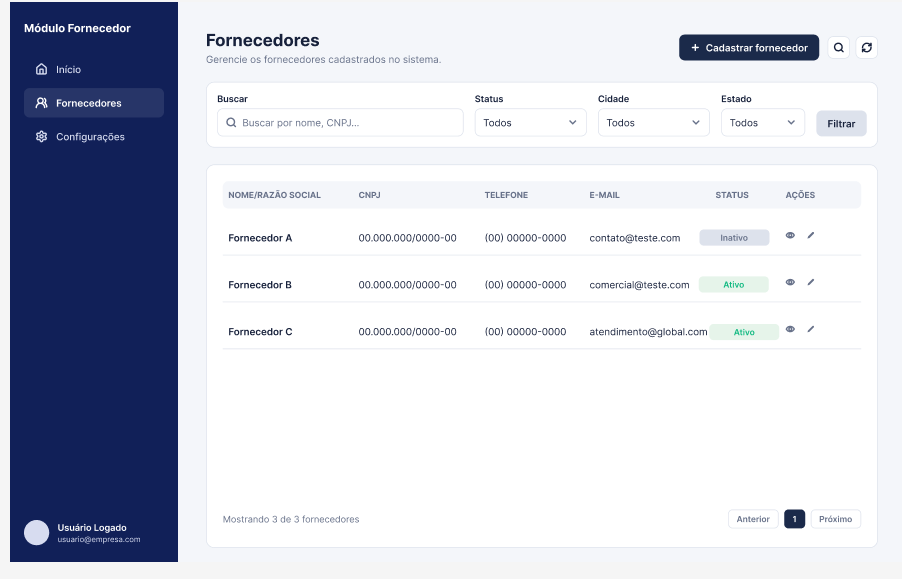 Módulo Fornecedor
Início
Fornecedores
Configurações
Usuário Logado
usuario@empresa.com
Fornecedores
Gerencie os fornecedores cadastrados no sistema.
+ Cadastrar fornecedor
Buscar
Buscar por nome, CNPJ...
Status
Todos
Cidade
Todos
Estado
Todos
Filtrar
NOME/RAZÃO SOCIAL CNPJ TELEFONE E-MAIL STATUS AÇÕES
Fornecedor A 00.000.000/0000-00 (00) 00000-0000 contato@teste.com Inativo
Fornecedor B 00.000.000/0000-00 (00) 00000-0000 comercial@teste.com Ativo
Fornecedor C 00.000.000/0000-00 (00) 00000-0000 atendimento@global.com Ativo
Mostrando 3 de 3 fornecedores
Anterior 1 Próximo